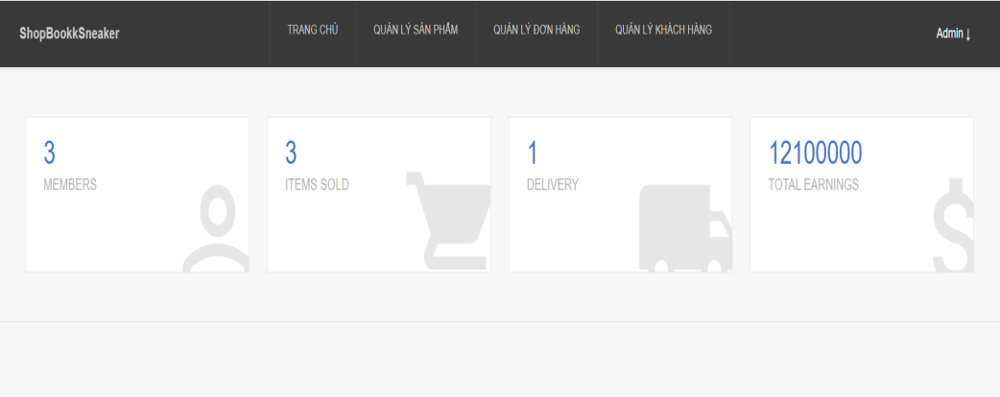 ShopBookkSneaker
TRANG CHỦ
QUẢN LÝ SẢN PHẨM
QUẢN LÝ ĐƠN HÀNG
QUẢN LÝ KHÁCH HÀNG
Admin ↓
3
MEMBERS
3
ITEMS SOLD
1
DELIVERY
12100000
TOTAL EARNINGS